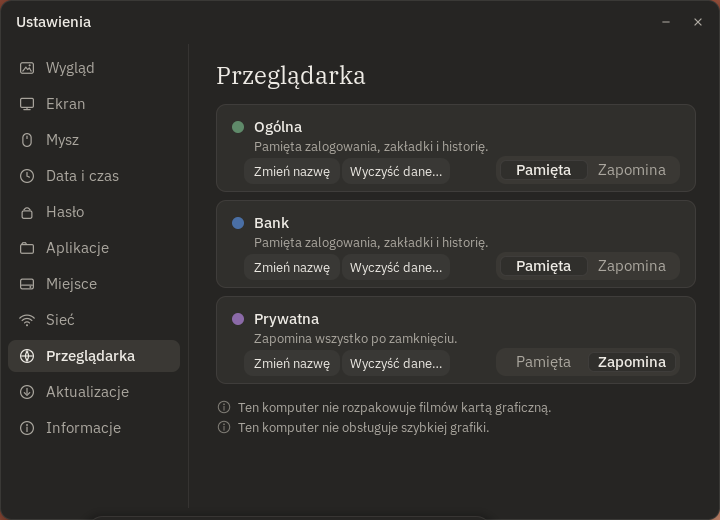 Ustawienia
Wygląd
Ekran
Mysz
Data i czas
Hasło
Aplikacje
Miejsce
Sieć
Przeglądarka
Aktualizacje
Informacje
Przeglądarka
Ogólna
Pamięta zalogowania, zakładki i historię.
Zmień nazwę Wyczyść dane... Pamięta Zapomina
Bank
Pamięta zalogowania, zakładki i historię.
Zmień nazwę Wyczyść dane... Pamięta Zapomina
Prywatna
Zapomina wszystko po zamknięciu.
Zmień nazwę Wyczyść dane... Pamięta Zapomina
Ten komputer nie rozpakowuje filmów kartą graficzną.
Ten komputer nie obsługuje szybkiej grafiki.